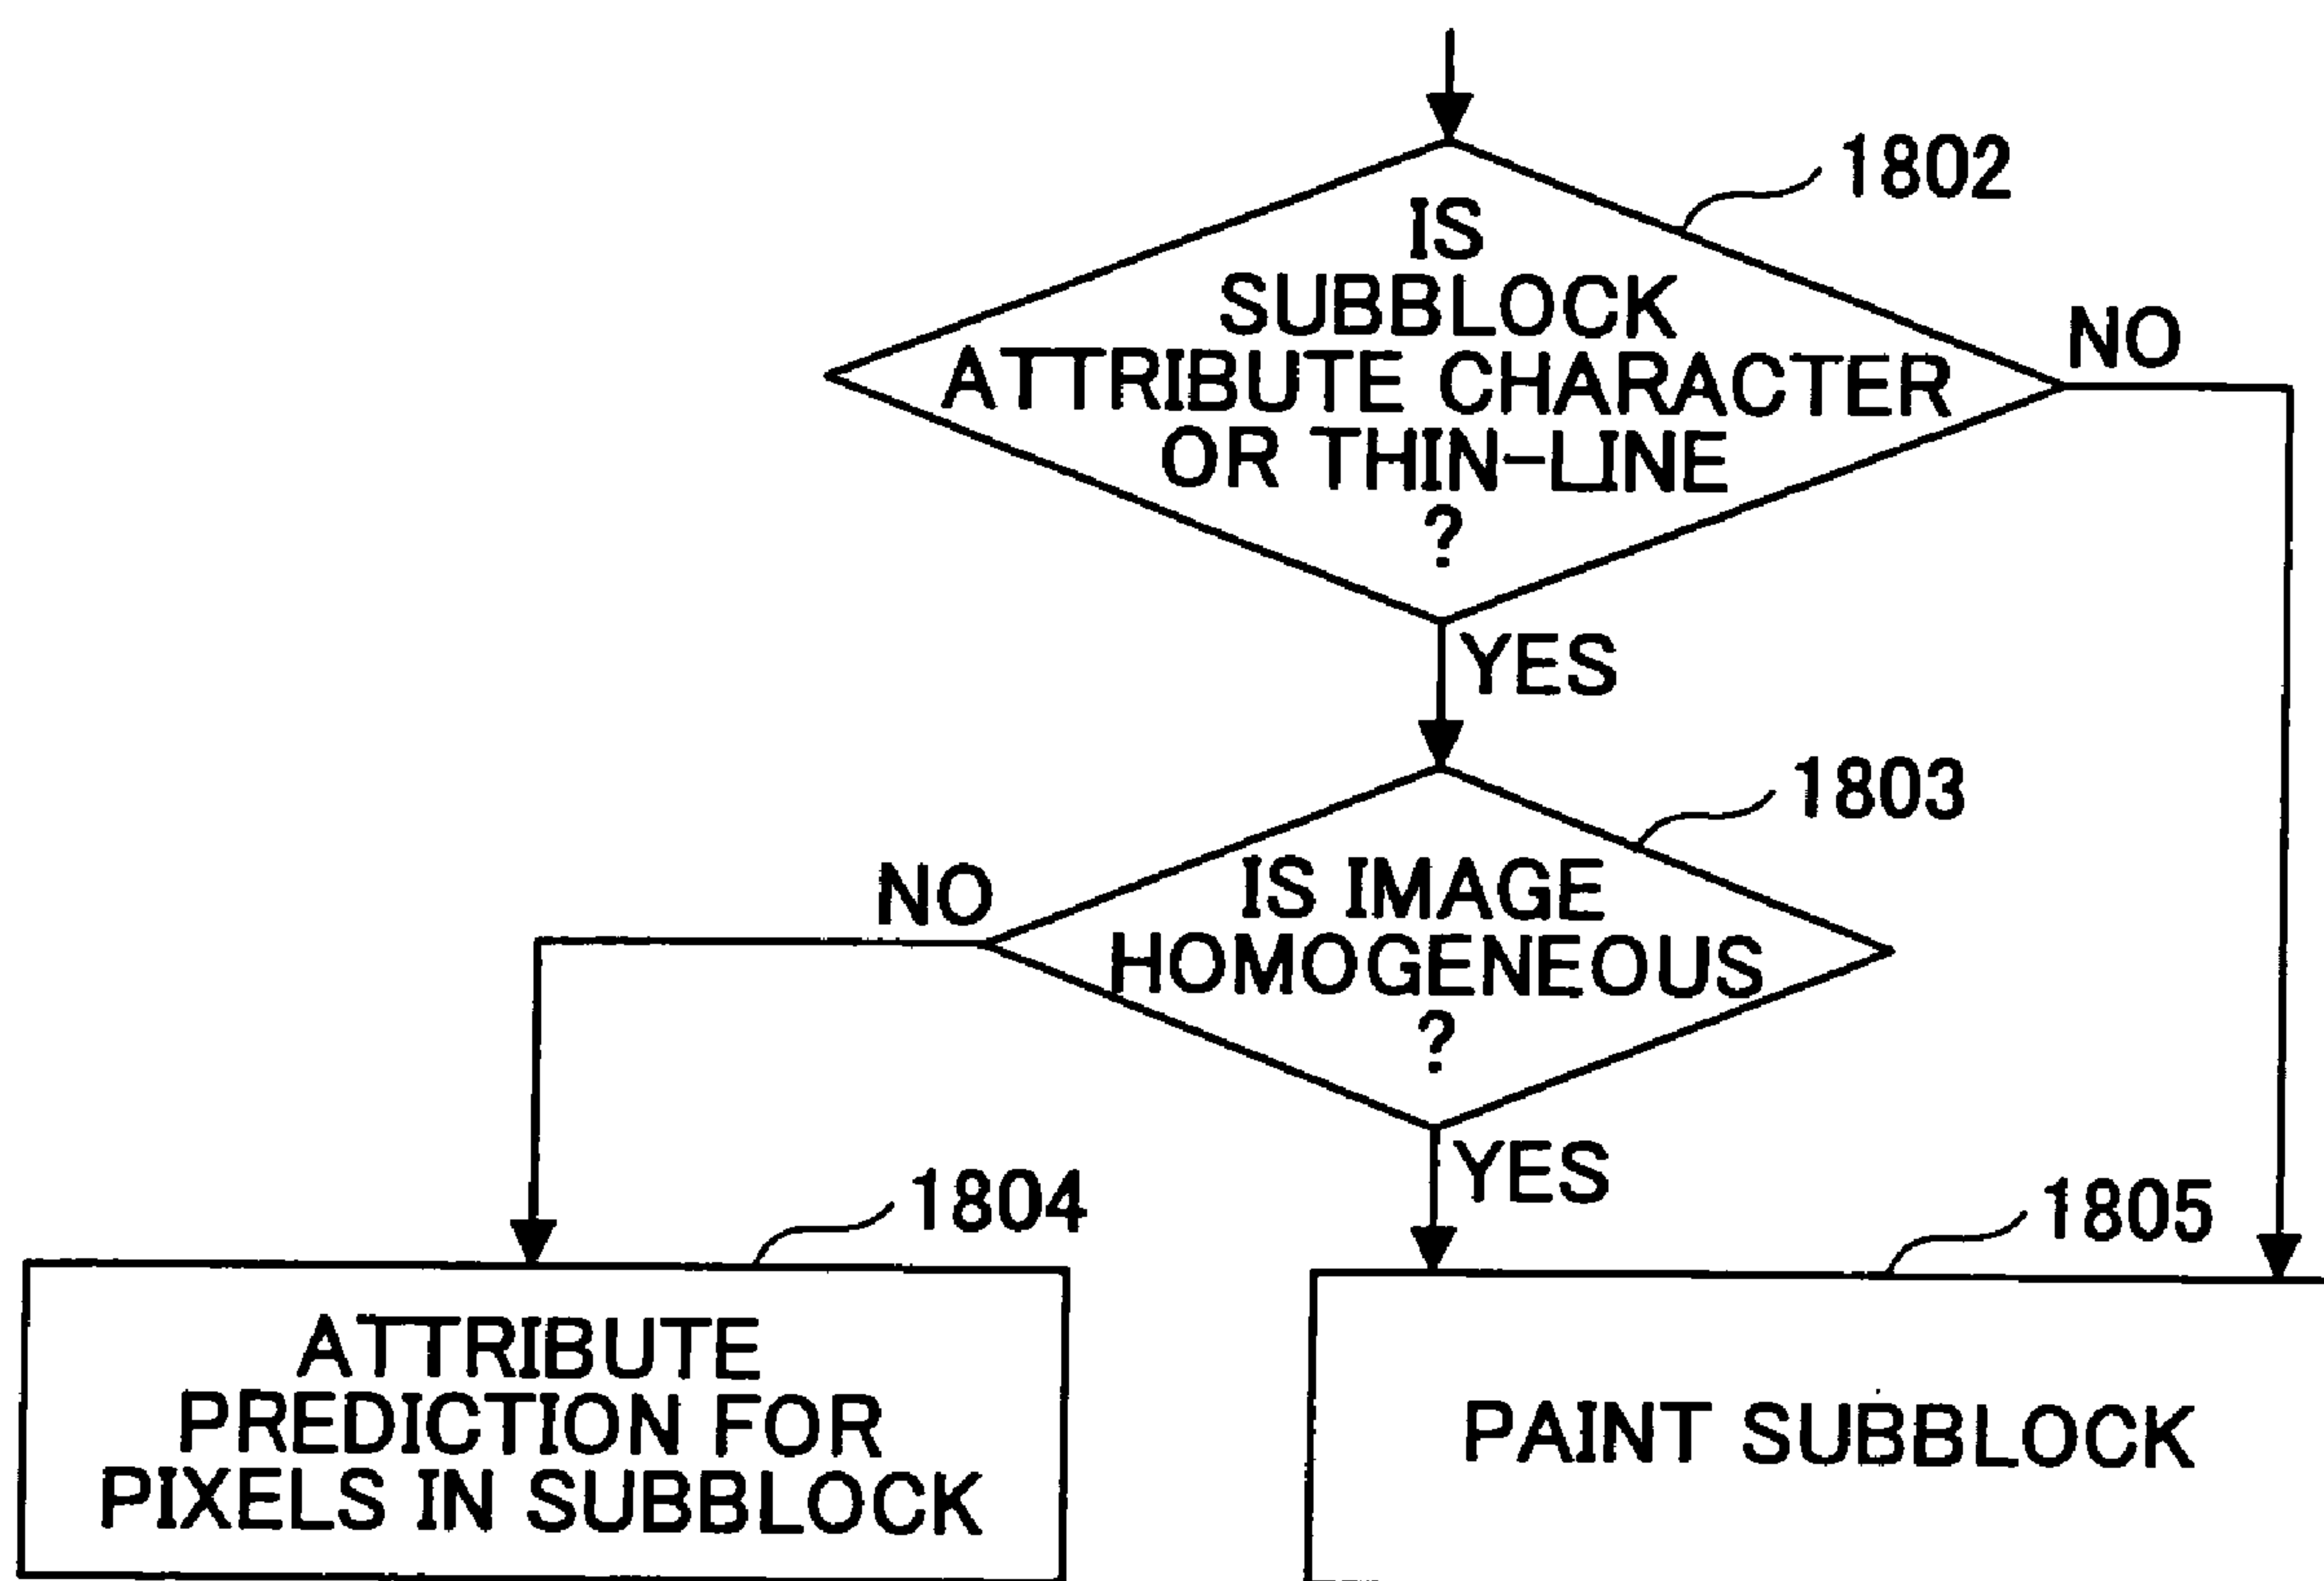 1802
IS
SUBBLOCK
ATTRIBUTE CHARACTER
OR THIN-LINE
?
NO
YES
1803
NO
IS IMAGE
HOMOGENEOUS
?
YES
1804
1805
ATTRIBUTE
PREDICTION FOR
PIXELS IN SUBBLOCK
PAINT SUBBLOCK